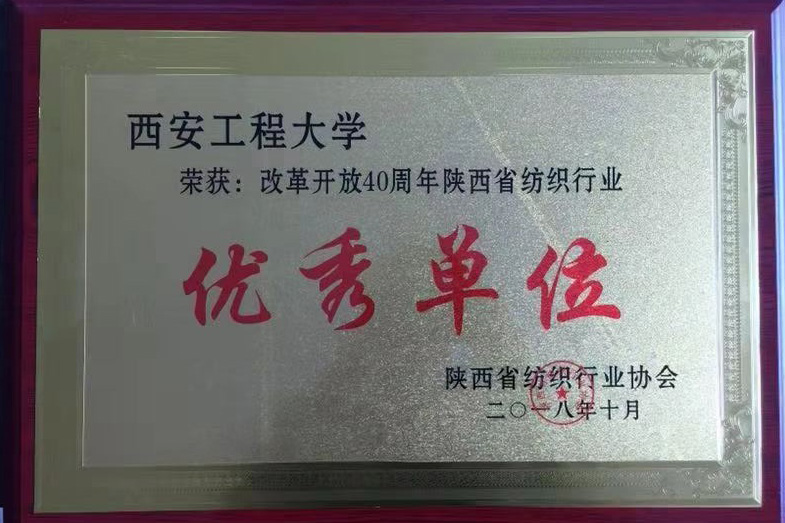 西安工程大学
荣获：改革开放40周年陕西省纺织行业
优秀单位
陕西省纺织行业协会
二〇一八年十月